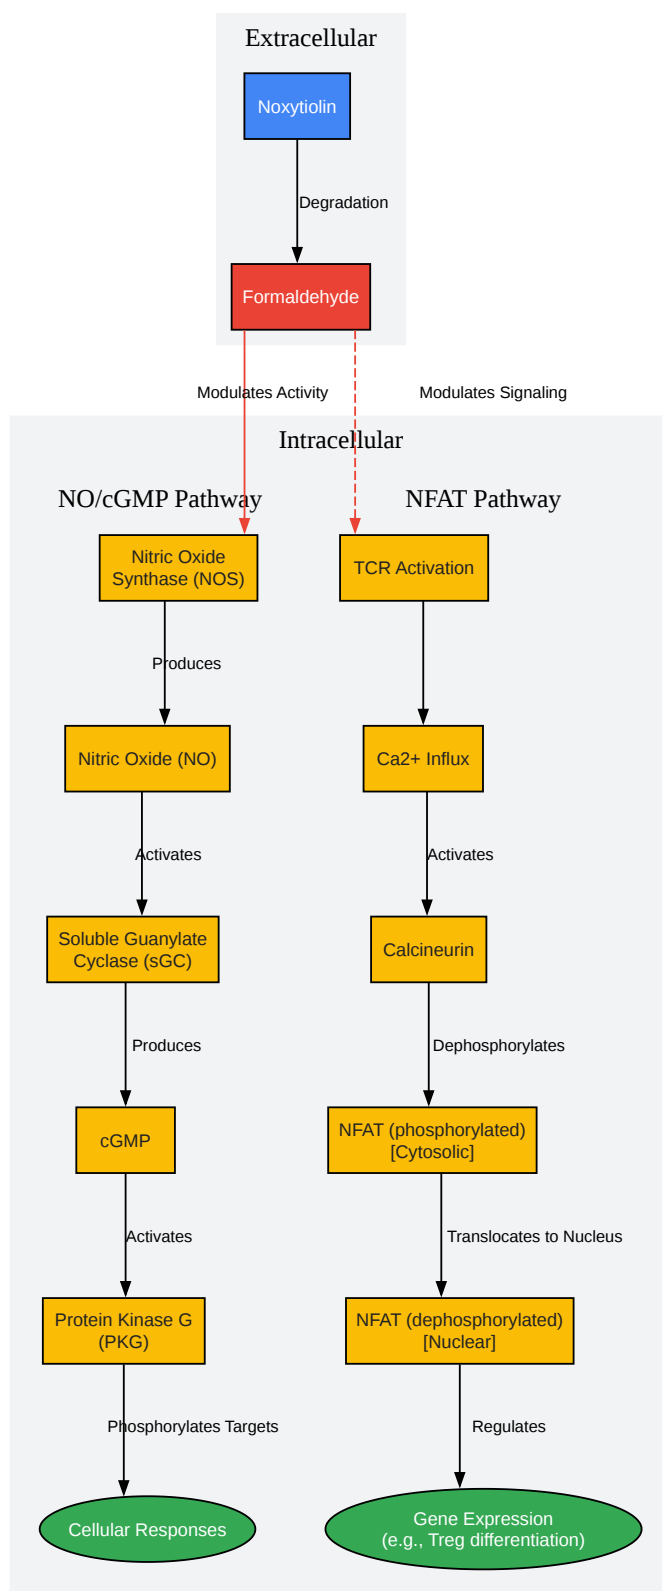 Extracellular
Noxytiolin
Degradation
Formaldehyde
Modulates Activity
Modulates Signaling
Intracellular
NO/cGMP Pathway
Nitric Oxide
Synthase (NOS)
Produces
Nitric Oxide (NO)
Activates
Soluble Guanylate
Cyclase (sGC)
Produces
cGMP
Activates
Protein Kinase G
(PKG)
Phosphorylates Targets
Cellular Responses
NFAT Pathway
TCR Activation
Ca2+ Influx
Activates
Calcineurin
Dephosphorylates
NFAT (phosphorylated)
[Cytosolic]
Translocates to Nucleus
NFAT (dephosphorylated)
[Nuclear]
Regulates
Gene Expression
(e.g., Treg differentiation)